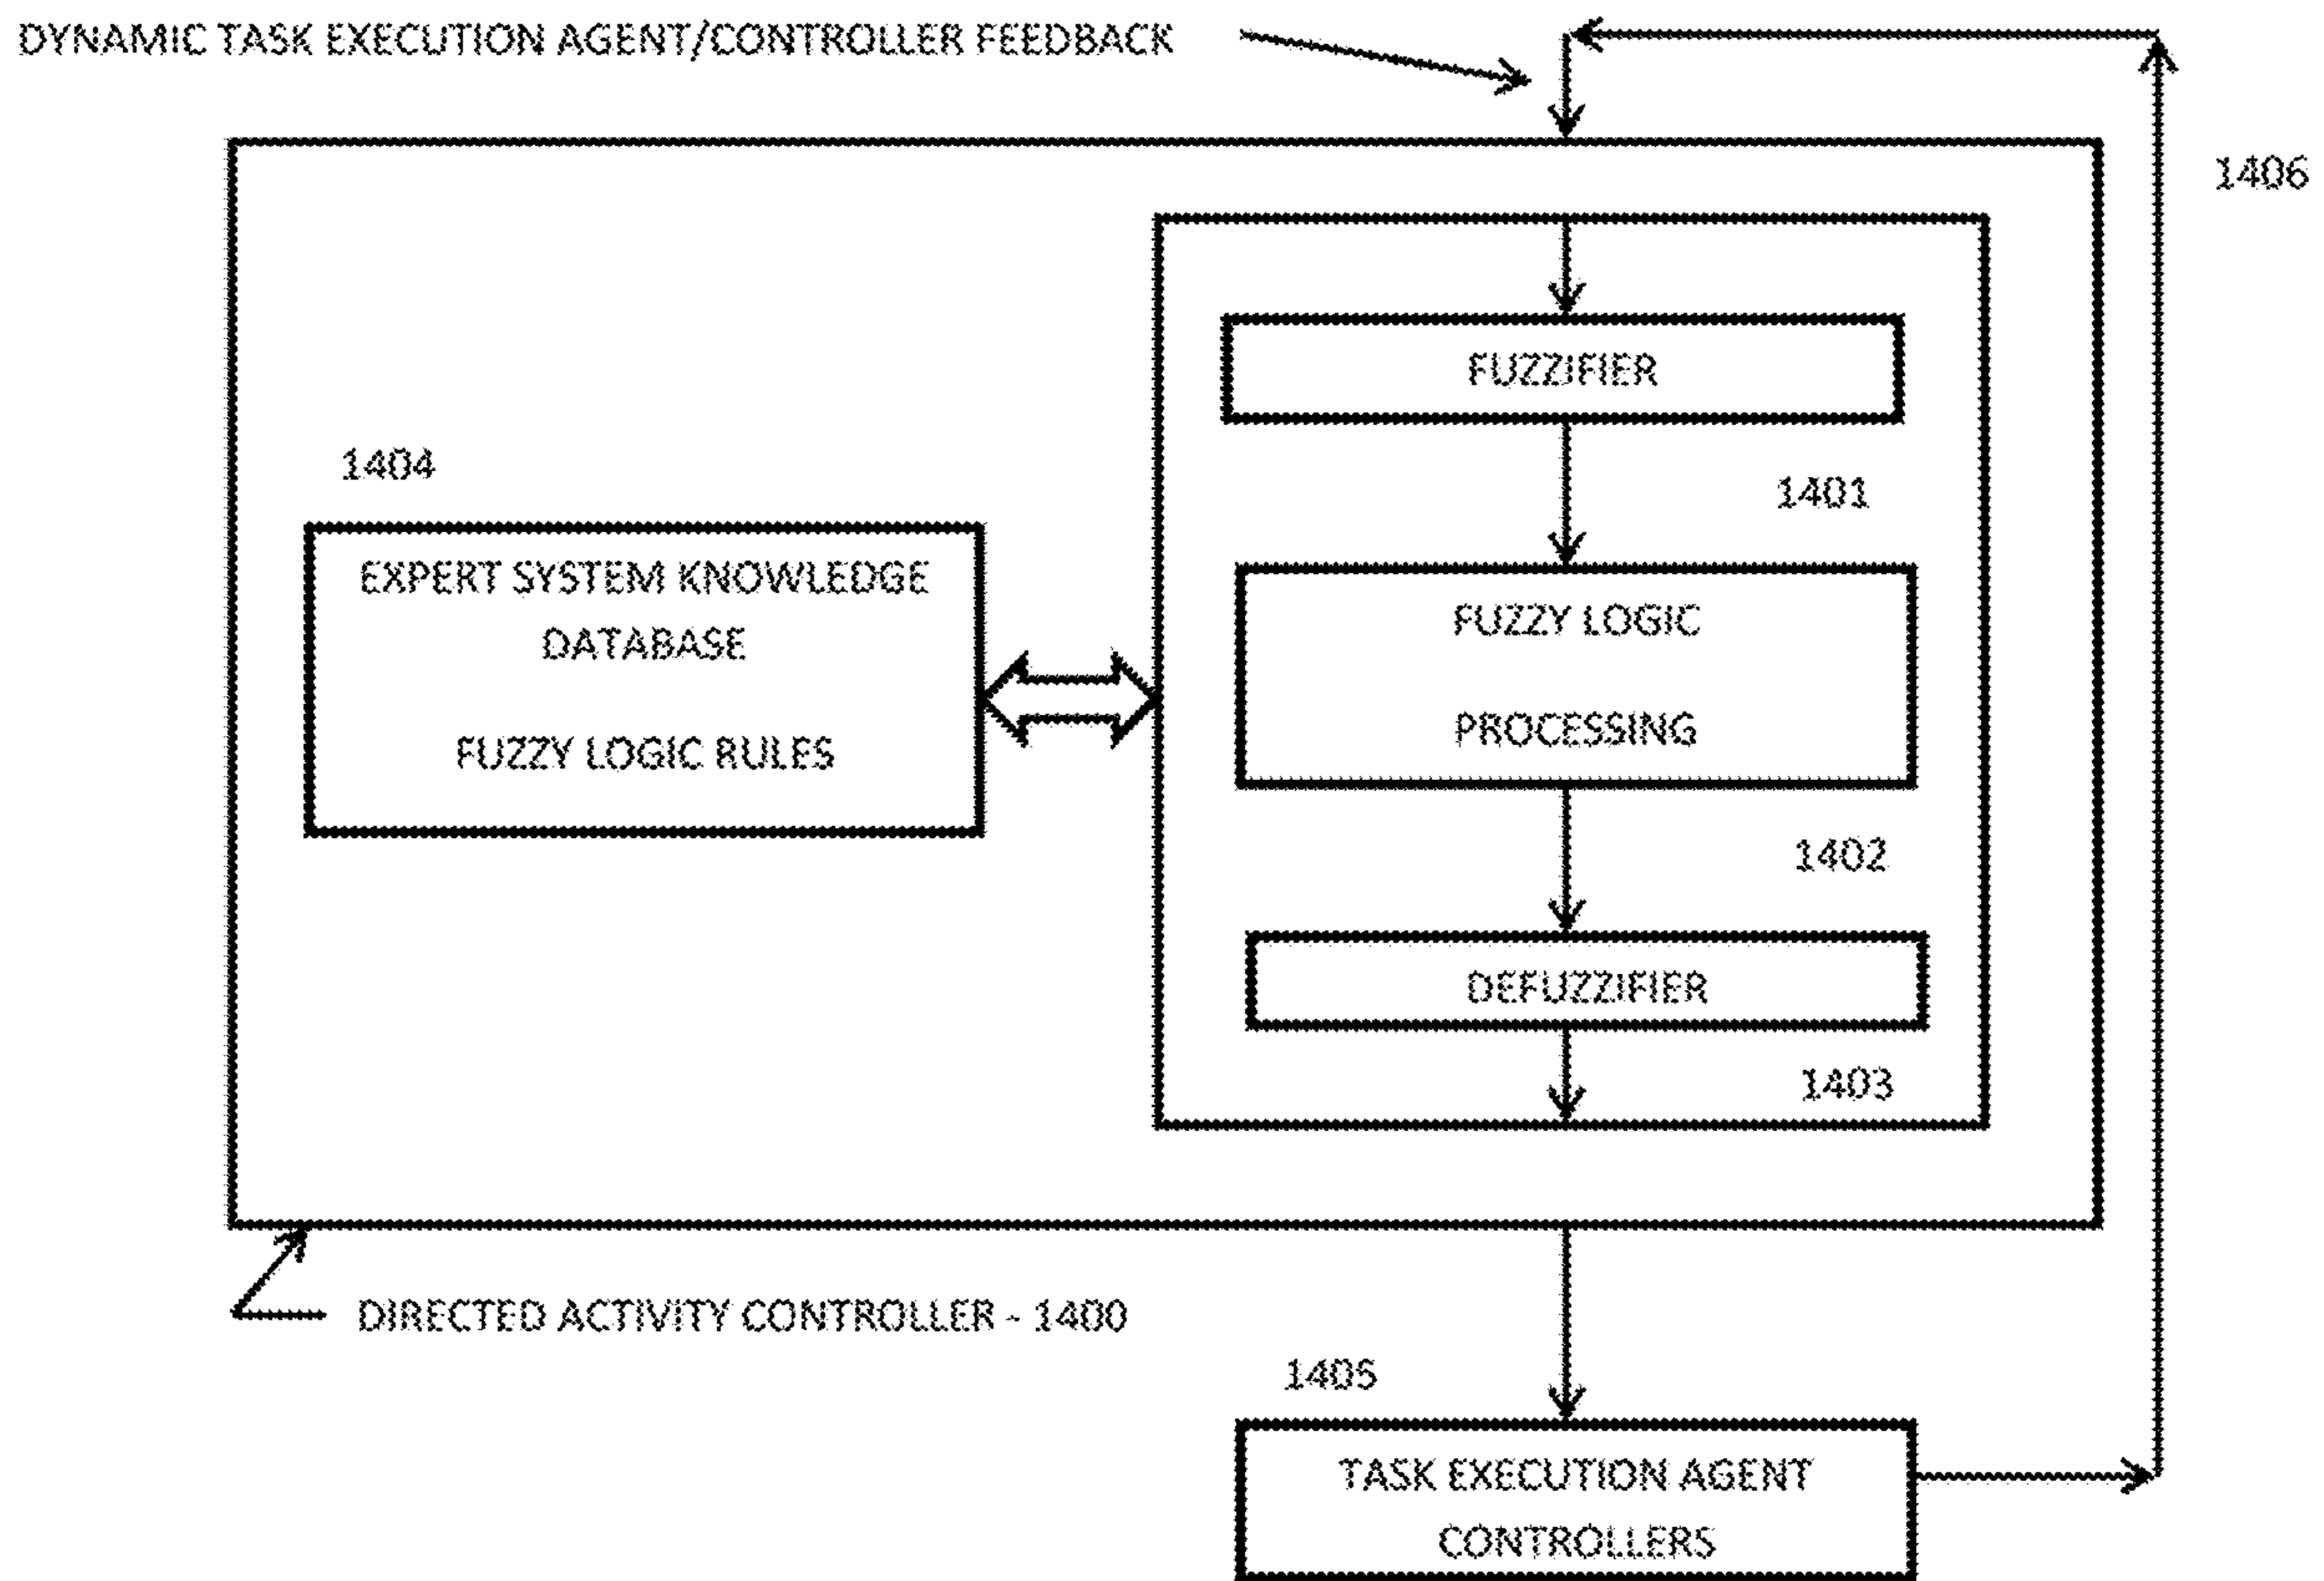 DYNAMIC TASK EXECUTION AGENT/CONTROLLER FEEDBACK
1406
FUZZIFIER
1404
1401
EXPERT SYSTEM KNOWLEDGE
DATABASE
FUZZY LOGIC RULES
FUZZY LOGIC
PROCESSING
1402
DEFUZZIFIER
1403
DIRECTED ACTIVITY CONTROLLER - 1400
1405
TASK EXECUTION AGENT
CONTROLLERS